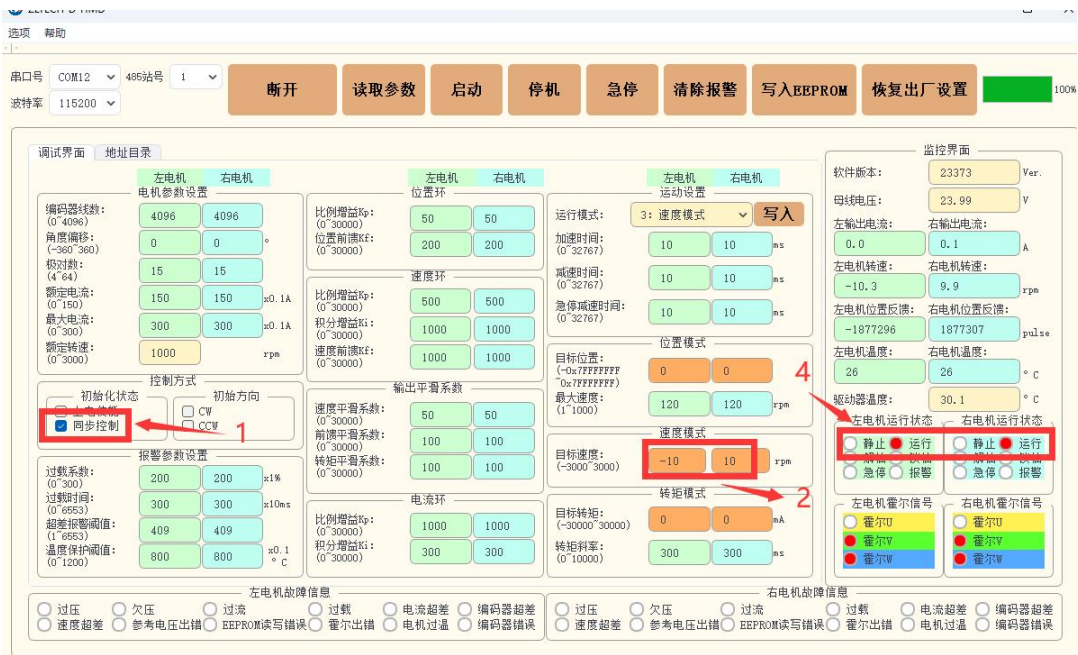 选项 帮助
串口号 COM12 485站号 1
波特率 115200
断开 读取参数 启动 停机 急停 清除报警 写入EEPROM 恢复出厂设置 100%
调试界面 地址目录
左电机 右电机
电机参数设置
编码器线数: 4096 4096
(0~4096)
角度偏移: 0 0 °
(-360~360)
极对数: 15 15
(4~64)
额定电流: 150 150 x0.1A
(0~150)
最大电流: 300 300 x0.1A
(0~300)
额定转速: 1000 rpm
(0~3000)
控制方式
初始化状态 初始方向
CW
同步控制 CCW
1
报警参数设置
过载系数: 200 200 x1%
(0~300)
过载时间: 300 300 x10ms
(0~6553)
超差报警阈值: 409 409
(1~6553)
温度保护阈值: 800 800 x0.1
(0~1200) °C
左电机 右电机
位置环
比例增益Kp: 50 50
(0~30000)
位置前馈Kf: 200 200
(0~30000)
速度环
比例增益Kp: 500 500
(0~30000)
积分增益Ki: 1000 1000
(0~30000)
速度前馈Kf: 1000 1000
(0~30000)
输出平滑系数
速度平滑系数: 50 50
(0~30000)
前馈平滑系数: 100 100
(0~30000)
转矩平滑系数: 100 100
(0~30000)
电流环
比例增益Kp: 1000 1000
(0~30000)
积分增益Ki: 300 300
(0~30000)
左电机 右电机
运动设置
运行模式: 3: 速度模式 写入
加速时间: 10 10 ms
(0~32767)
减速时间: 10 10 ms
(0~32767)
急停减速时间: 10 10 ms
(0~32767)
位置模式
目标位置: 0 0
(-0x7FFFFFFF
~0x7FFFFFFF)
最大速度: 120 120 rpm
(1~1000)
速度模式
目标速度: -10 10 rpm
(-3000~3000)
2
转矩模式
目标转矩: 0 0 mA
(-30000~30000)
转矩斜率: 300 300 ms
(0~10000)
监控界面
软件版本: 23373 Ver.
母线电压: 23.99 V
左输出电流: 右输出电流:
0.0 0.1 A
左电机转速: 右电机转速:
-10.3 9.9 rpm
左电机位置反馈: 右电机位置反馈:
-1877296 1877307 pulse
左电机温度: 右电机温度:
26 26 °C
驱动器温度: 30.1 °C
4
左电机运行状态 右电机运行状态
静止 运行 静止 运行
急停 报警 急停 报警
左电机霍尔信号 右电机霍尔信号
霍尔U 霍尔U
霍尔V 霍尔V
霍尔W 霍尔W
左电机故障信息
过压 欠压 过流 过载 电流超差 编码器超差
速度超差 参考电压出错 EEPROM读写错误 霍尔出错 电机过温 编码器错误
右电机故障信息
过压 欠压 过流 过载 电流超差 编码器超差
速度超差 参考电压出错 EEPROM读写错误 霍尔出错 电机过温 编码器错误